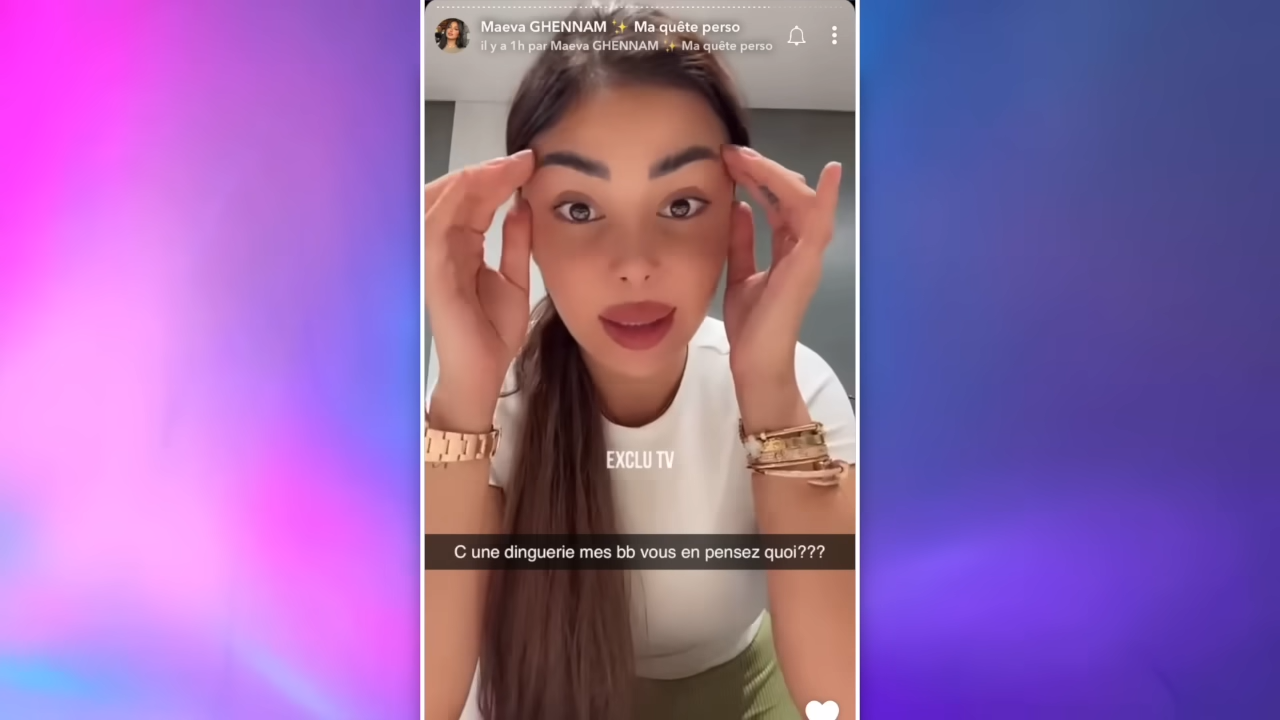 Maeva GHENNAM ✨ Ma quête perso
il y a 1h par Maeva GHENNAM ✨ Ma quête perso
EXCLU TV
C une dinguerie mes bb vous en pensez quoi???